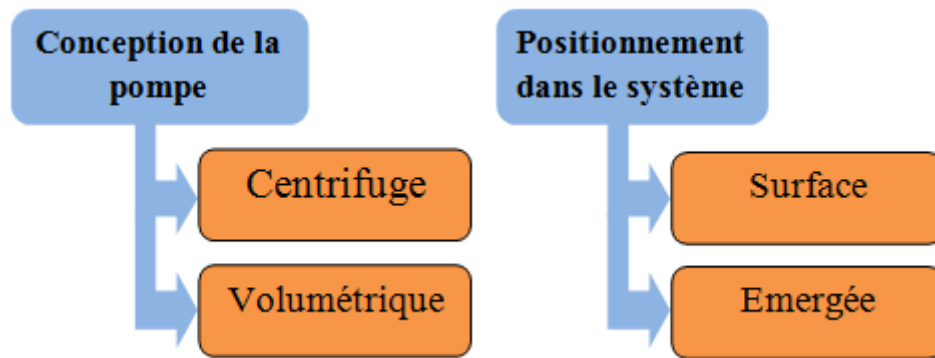 Conception de la
pompe
Centrifuge
Volumétrique
Positionnement
dans le système
Surface
Emergée